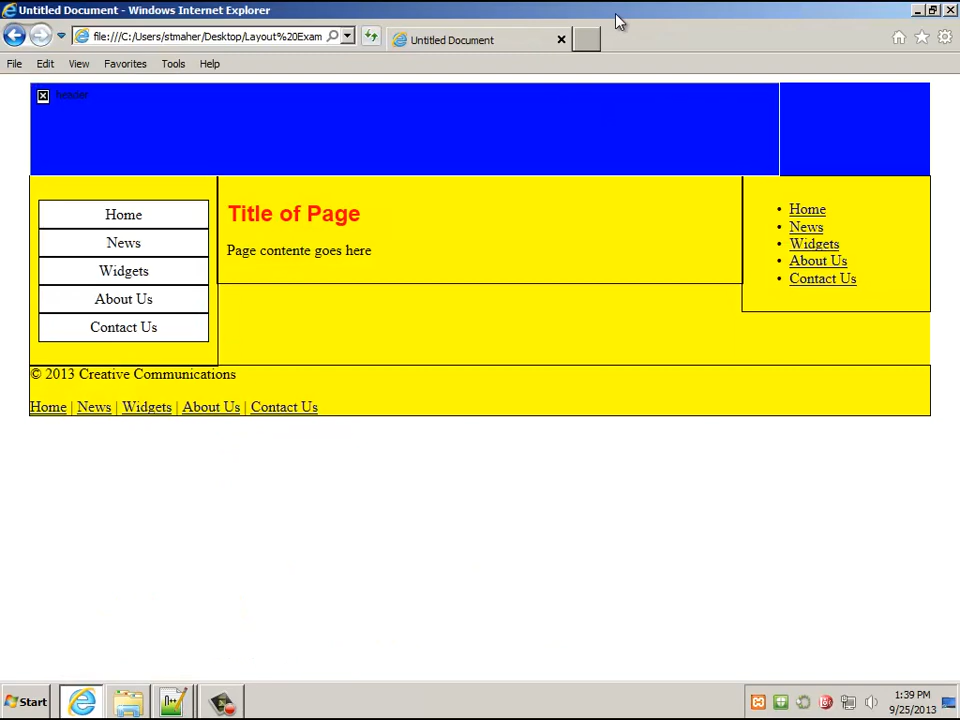 Untitled Document - Windows Internet Explorer
file:///C:/Users/stmaher/Desktop/Layout%20Exam
Untitled Document
File Edit View Favorites Tools Help
header
Home
News
Widgets
About Us
Contact Us
Title of Page
Page contente goes here
• Home
• News
• Widgets
• About Us
• Contact Us
© 2013 Creative Communications
Home | News | Widgets | About Us | Contact Us
Start
1:39 PM
9/25/2013